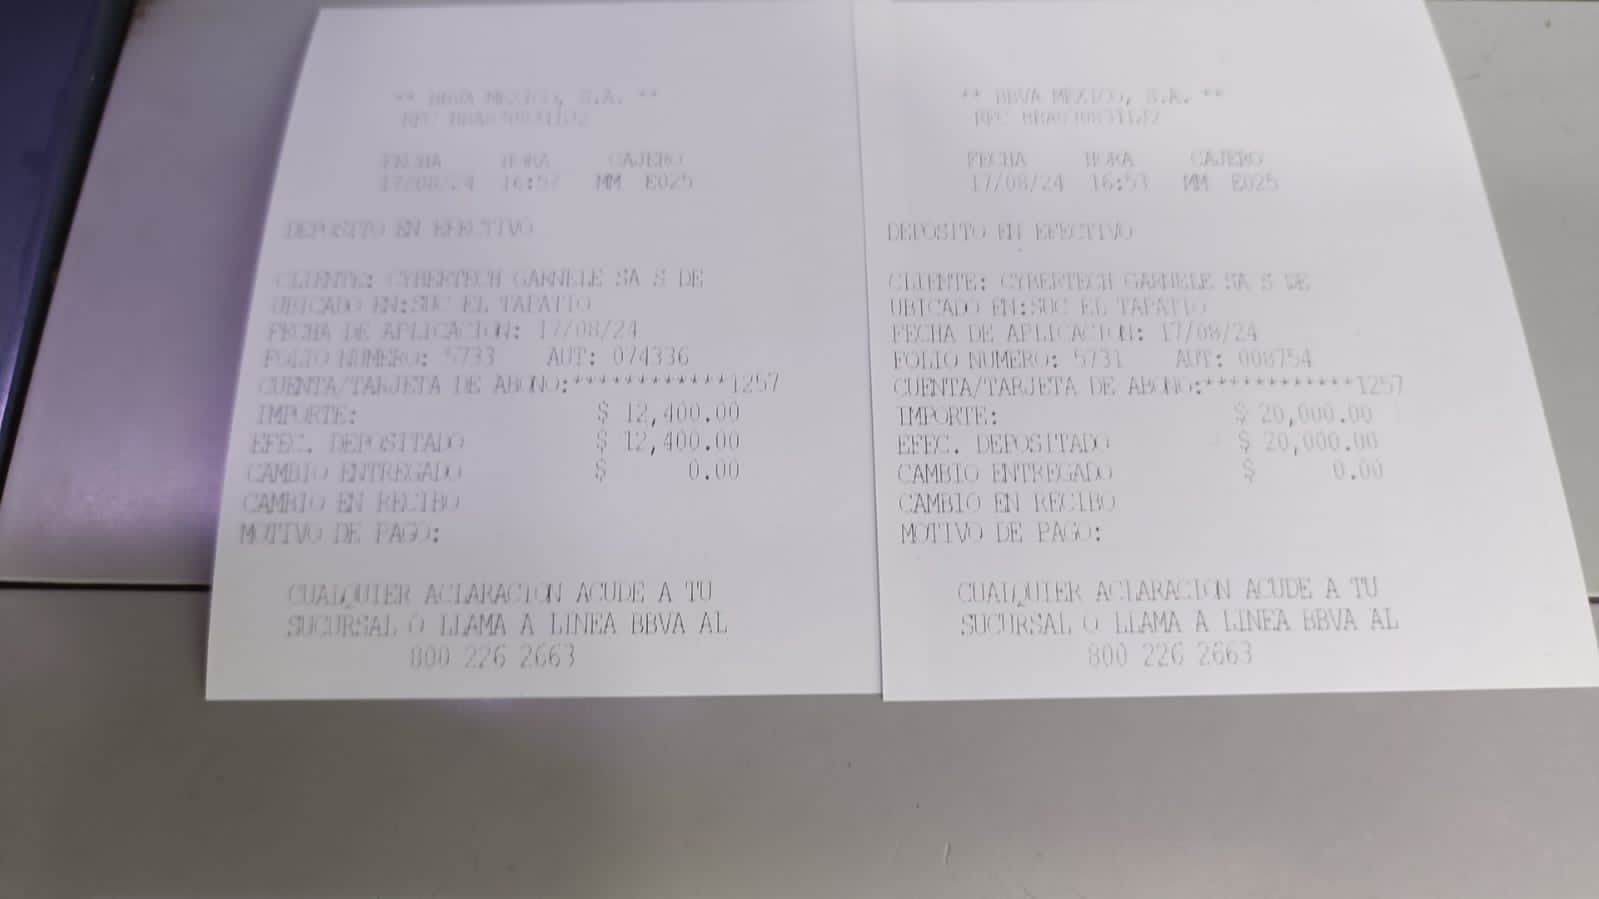 ** BBVA MEXICO, S.A. **
RFC BBA830831LJ2
FECHA HORA CAJERO
17/08/24 16:57 MM E025
DEPOSITO EN EFECTIVO
CLIENTE: CYBERTECH GARNELE SA S DE
UBICADO EN:SUC EL TAPATIO
FECHA DE APLICACION: 17/08/24
FOLIO NUMERO: 5733 AUT: 074336
CUENTA/TARJETA DE ABONO:************1257
IMPORTE: $ 12,400.00
EFEC. DEPOSITADO $ 12,400.00
CAMBIO ENTREGADO $ 0.00
CAMBIO EN RECIBO
MOTIVO DE PAGO:
CUALQUIER ACLARACION ACUDE A TU
SUCURSAL O LLAMA A LINEA BBVA AL
800 226 2663
** BBVA MEXICO, S.A. **
RFC BBA830831LJ2
FECHA HORA CAJERO
17/08/24 16:53 MM E025
DEPOSITO EN EFECTIVO
CLIENTE: CYBERTECH GARNELE SA S DE
UBICADO EN:SUC EL TAPATIO
FECHA DE APLICACION: 17/08/24
FOLIO NUMERO: 5731 AUT: 008754
CUENTA/TARJETA DE ABONO:************1257
IMPORTE: $ 20,000.00
EFEC. DEPOSITADO $ 20,000.00
CAMBIO ENTREGADO $ 0.00
CAMBIO EN RECIBO
MOTIVO DE PAGO:
CUALQUIER ACLARACION ACUDE A TU
SUCURSAL O LLAMA A LINEA BBVA AL
800 226 2663